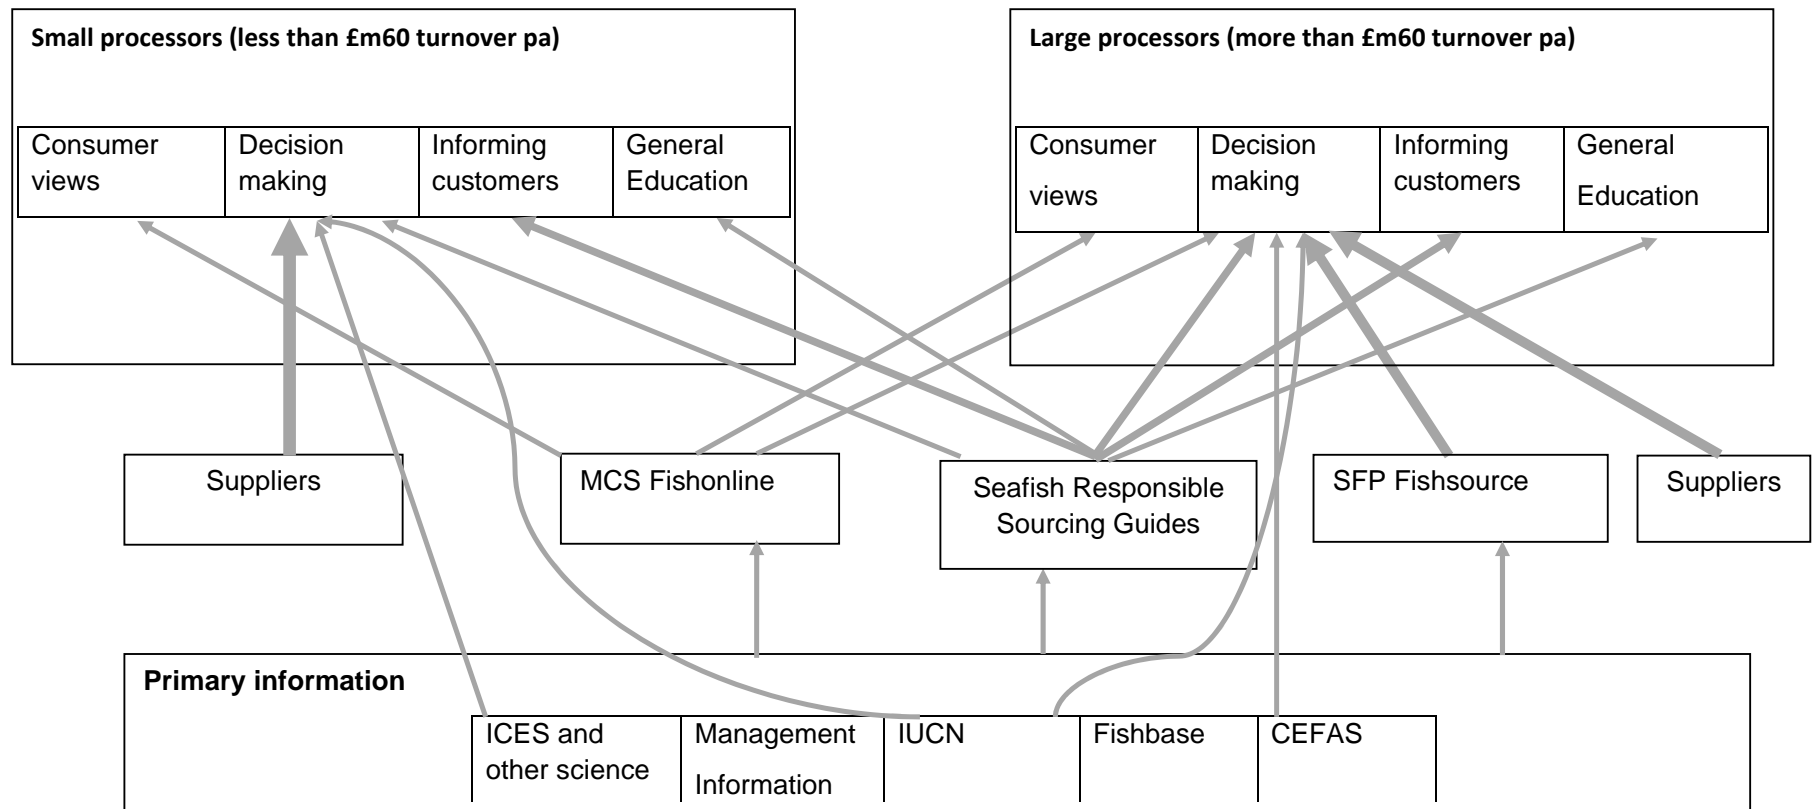 Small processors (less than £m60 turnover pa)
Consumer
views
Decision
making
Informing
customers
General
Education
Large processors (more than £m60 turnover pa)
Consumer
views
Decision
making
Informing
customers
General
Education
Suppliers
MCS Fishonline
Seafish Responsible
Sourcing Guides
SFP Fishsource
Suppliers
Primary information
ICES and
other science
Management
Information
IUCN
Fishbase
CEFAS